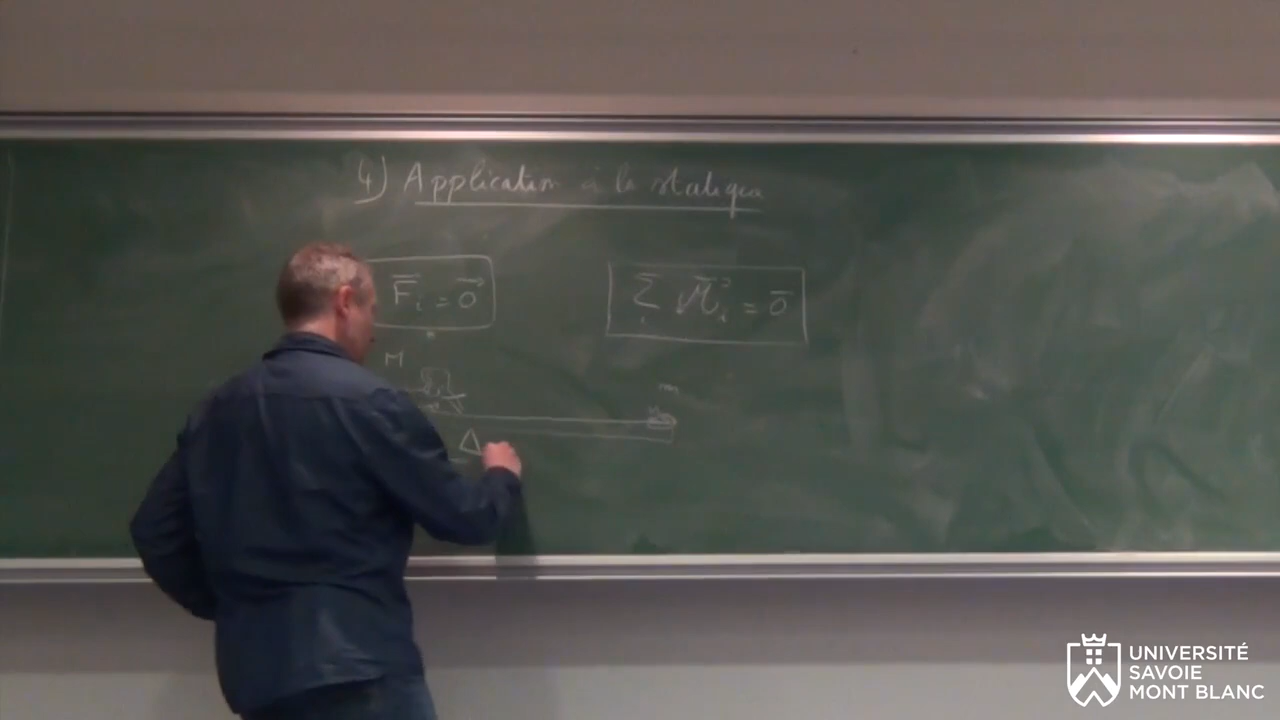 4) Application à la statique
F⃗ᵢ = 0⃗
∑ᵢ ℳ⃗ᵢ = 0⃗
M
m
Δ
UNIVERSITÉ
SAVOIE
MONT BLANC